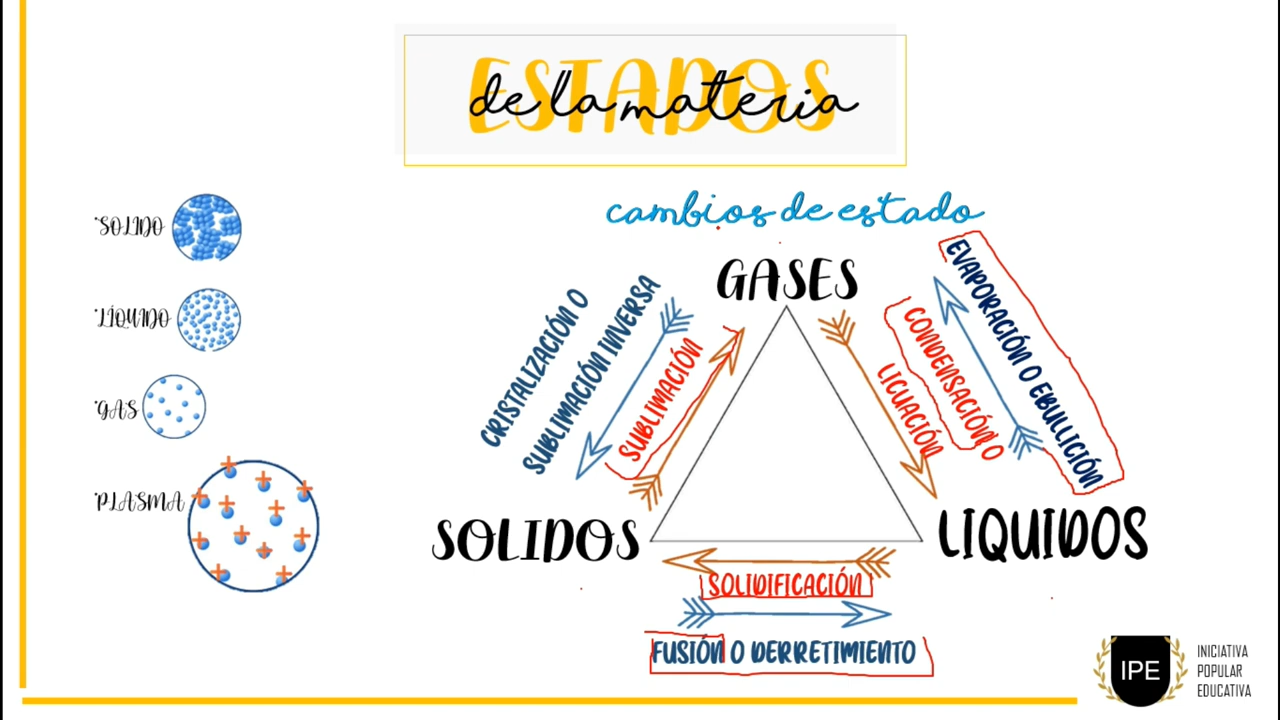 ESTADOS
de la materia
cambios de estado
*SOLIDO
*LÍQUIDO
*GAS
*PLASMA
GASES
CRISTALIZACIÓN O
SUBLIMACIÓN INVERSA
SUBLIMACIÓN
CONDENSACIÓN O
LICUACIÓN
EVAPORACIÓN O EBULLICIÓN
SOLIDOS
LIQUIDOS
SOLIDIFICACIÓN
FUSIÓN O DERRETIMIENTO
IPE
INICIATIVA
POPULAR
EDUCATIVA